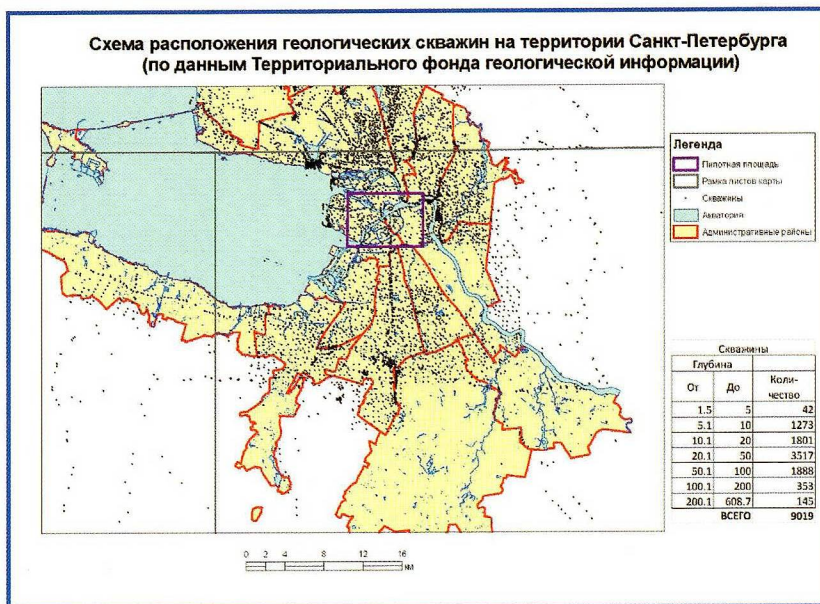 Схема расположения геологических скважин на территории Санкт-Петербурга
(по данным Территориального фонда геологической информации)
Легенда
Пилотная площадь
Рамка листов карты
Скважины
Акватория
Административные районы
Скважины
Глубина
От До Коли-
чество
1.5 5 42
5.1 10 1273
10.1 20 1801
20.1 50 3517
50.1 100 1888
100.1 200 353
200.1 608.7 145
ВСЕГО 9019
0 2 4 8 12 16
км